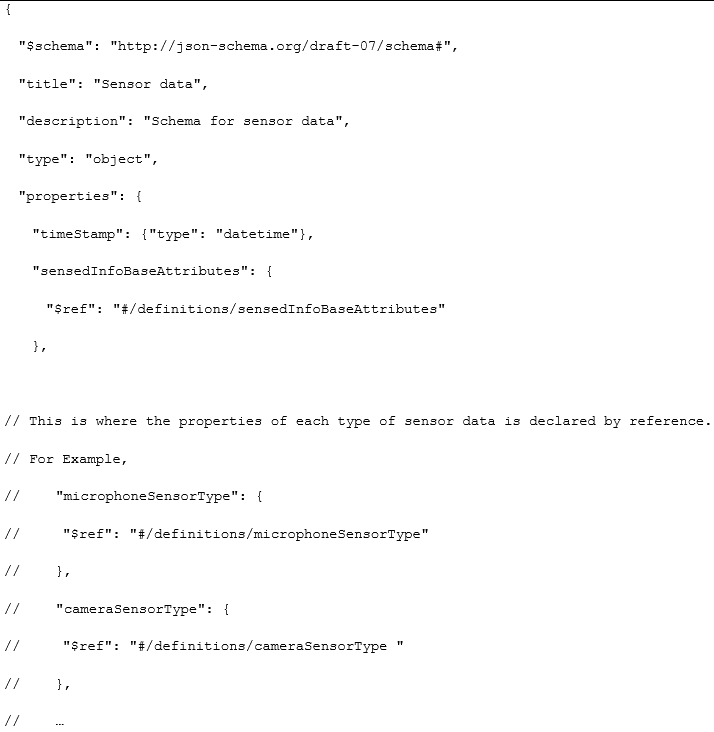 {
"$schema": "http://json-schema.org/draft-07/schema#",
"title": "Sensor data",
"description": "Schema for sensor data",
"type": "object",
"properties": {
"timeStamp": {"type": "datetime"},
"sensedInfoBaseAttributes": {
"$ref": "#/definitions/sensedInfoBaseAttributes"
},
// This is where the properties of each type of sensor data is declared by reference.
// For Example,
// "microphoneSensorType": {
// "$ref": "#/definitions/microphoneSensorType"
// },
// "cameraSensorType": {
// "$ref": "#/definitions/cameraSensorType "
// },
// …